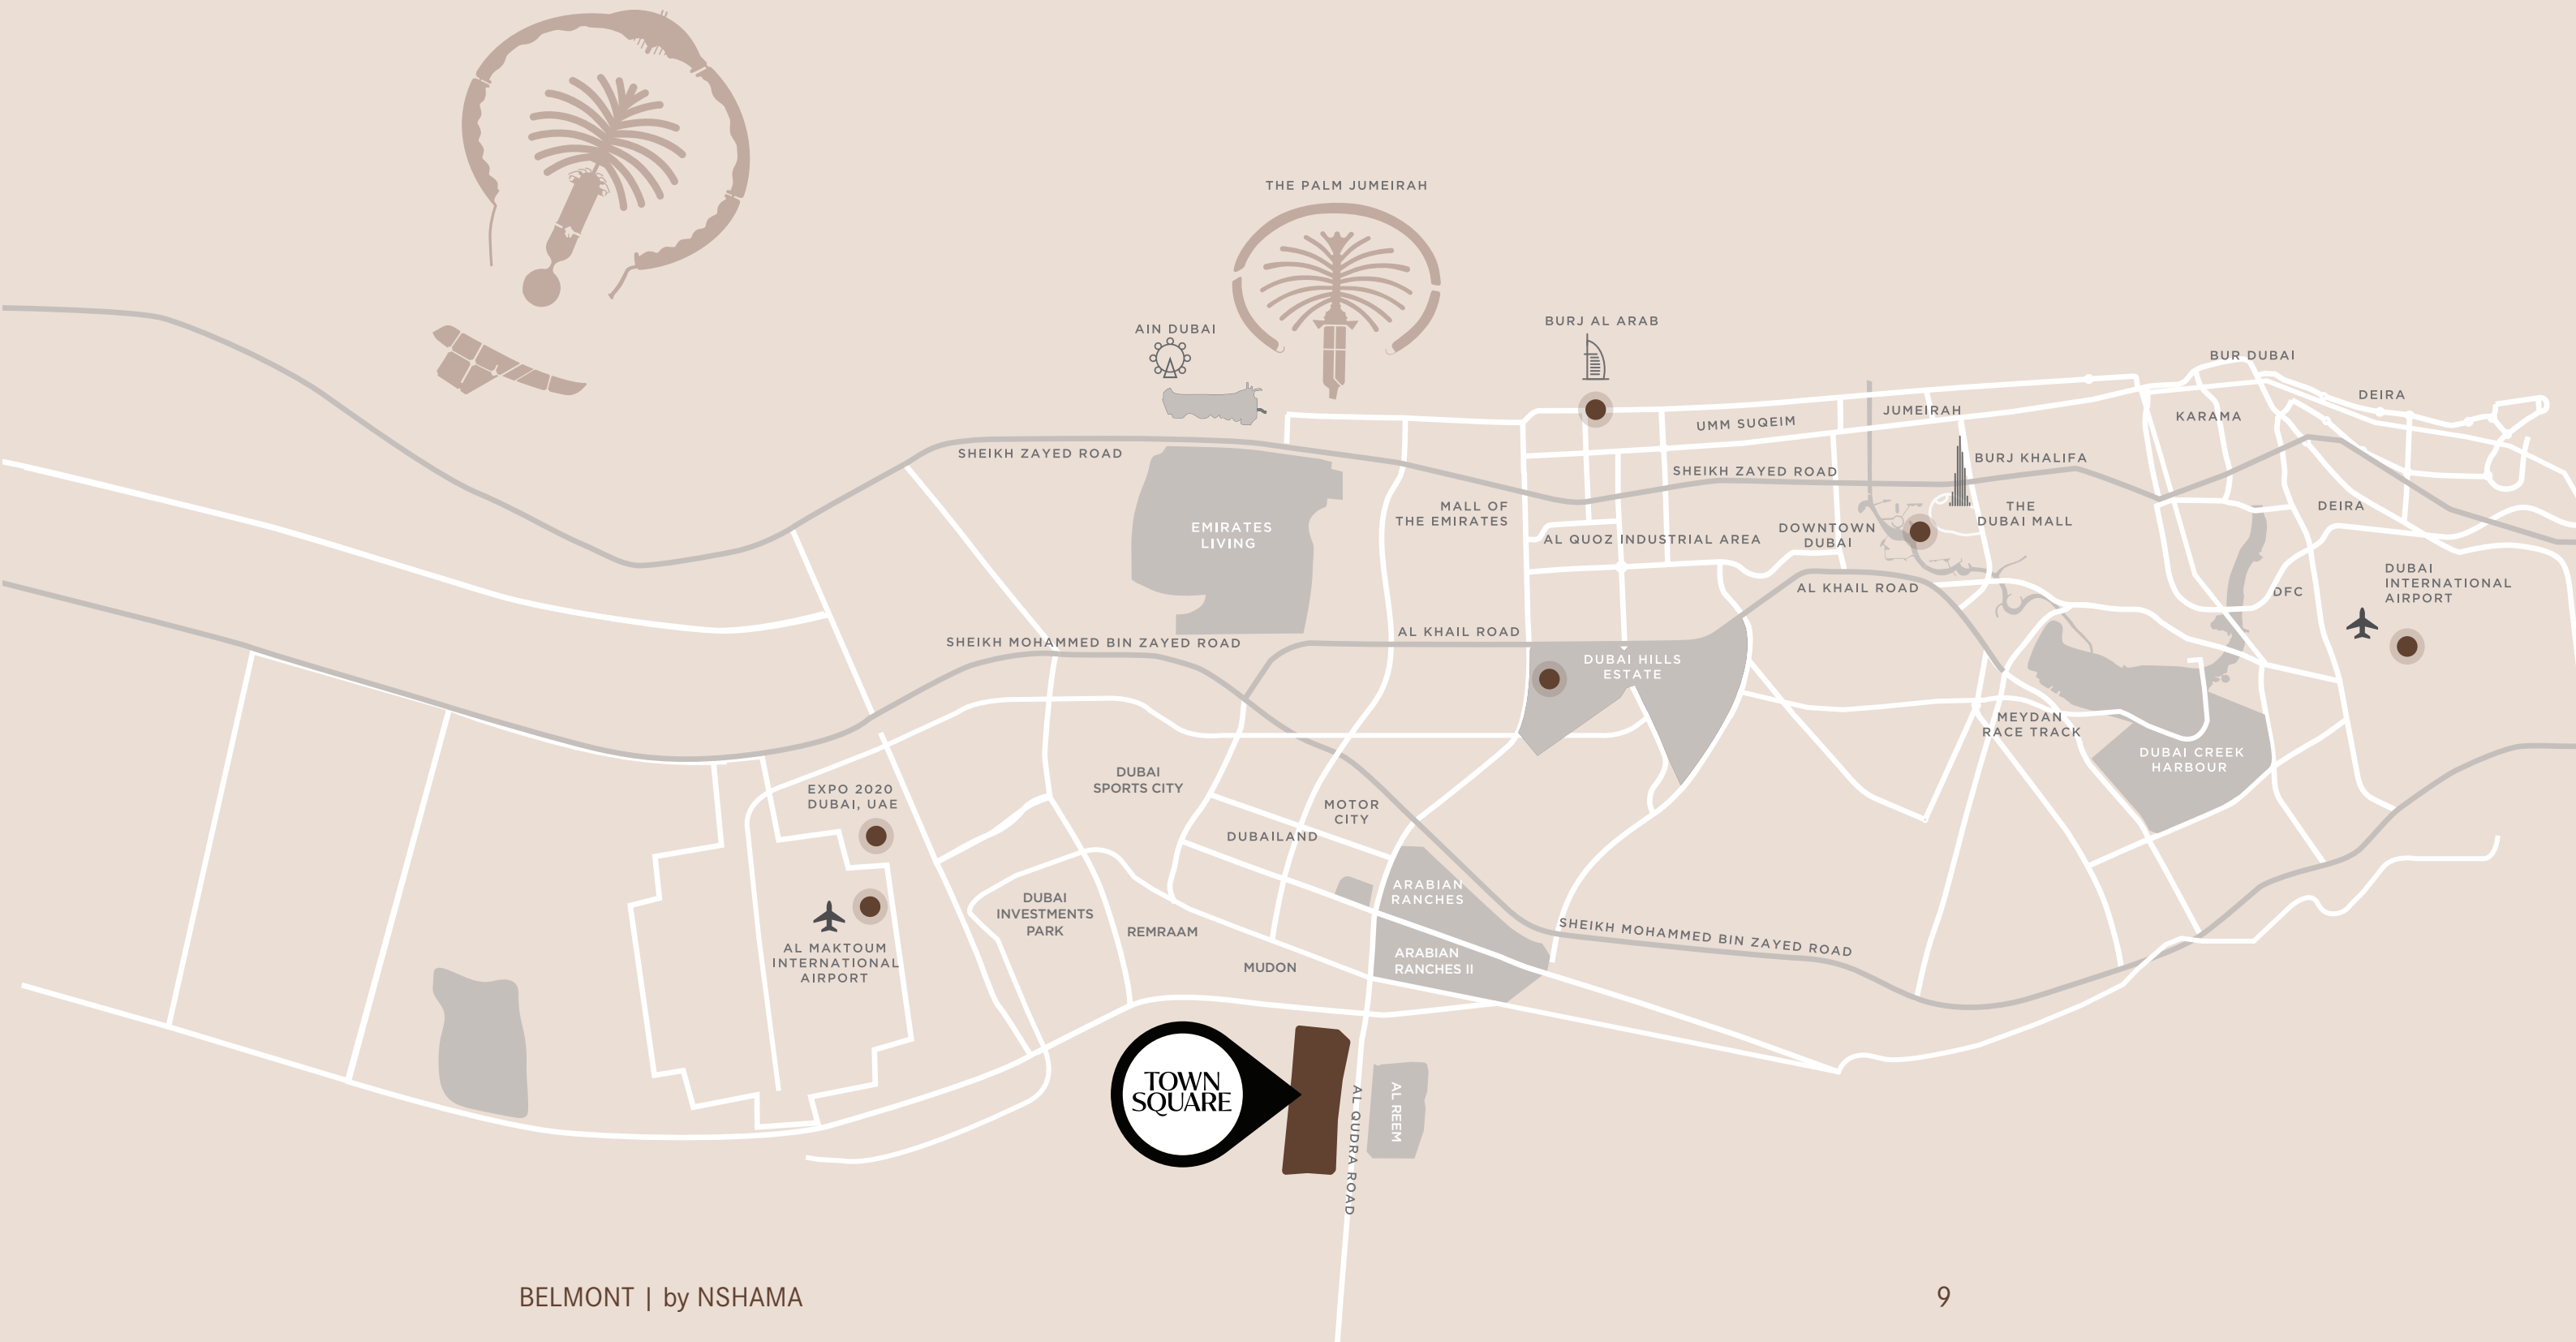 THE PALM JUMEIRAH
AIN DUBAI
BURJ AL ARAB
BUR DUBAI
DEIRA
JUMEIRAH
KARAMA
UMM SUQEIM
SHEIKH ZAYED ROAD
BURJ KHALIFA
SHEIKH ZAYED ROAD
MALL OF
THE EMIRATES
THE
DUBAI MALL
DEIRA
EMIRATES
LIVING
DOWNTOWN
DUBAI
AL QUOZ INDUSTRIAL AREA
DUBAI
INTERNATIONAL
AIRPORT
AL KHAIL ROAD
DFC
AL KHAIL ROAD
SHEIKH MOHAMMED BIN ZAYED ROAD
DUBAI HILLS
ESTATE
MEYDAN
RACE TRACK
DUBAI CREEK
HARBOUR
DUBAI
SPORTS CITY
EXPO 2020
DUBAI, UAE
MOTOR
CITY
DUBAILAND
ARABIAN
RANCHES
DUBAI
INVESTMENTS
PARK
REMRAAM
SHEIKH MOHAMMED BIN ZAYED ROAD
AL MAKTOUM
INTERNATIONAL
AIRPORT
ARABIAN
RANCHES II
MUDON
TOWN
SQUARE
AL QUDRA ROAD
AL REEM
BELMONT | by NSHAMA
9